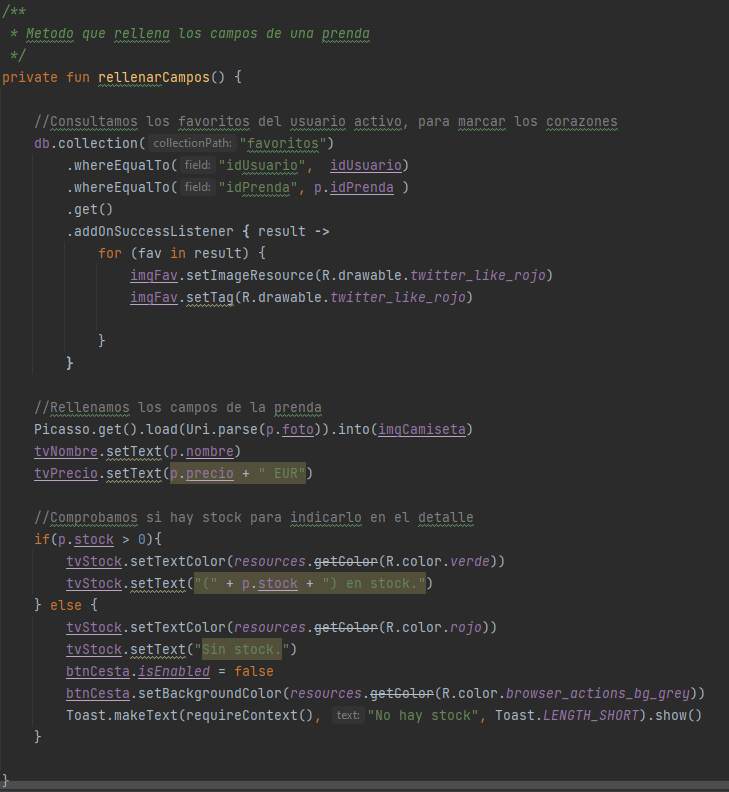 /**
 * Metodo que rellena los campos de una prenda
 */
private fun rellenarCampos() {
    //Consultamos los favoritos del usuario activo, para marcar los corazones
    db.collection( collectionPath: "favoritos")
        .whereEqualTo( field: "idUsuario",  idUsuario)
        .whereEqualTo( field: "idPrenda", p.idPrenda )
        .get()
        .addOnSuccessListener { result ->
            for (fav in result) {
                imgFav.setImageResource(R.drawable.twitter_like_rojo)
                imgFav.setTag(R.drawable.twitter_like_rojo)
            }
        }
    //Rellenamos los campos de la prenda
    Picasso.get().load(Uri.parse(p.foto)).into(imgCamiseta)
    tvNombre.setText(p.nombre)
    tvPrecio.setText(p.precio + " EUR")
    //Comprobamos si hay stock para indicarlo en el detalle
    if(p.stock > 0){
        tvStock.setTextColor(resources.getColor(R.color.verde))
        tvStock.setText("(" + p.stock + ") en stock.")
    } else {
        tvStock.setTextColor(resources.getColor(R.color.rojo))
        tvStock.setText("Sin stock.")
        btnCesta.isEnabled = false
        btnCesta.setBackgroundColor(resources.getColor(R.color.browser_actions_bg_grey))
        Toast.makeText(requireContext(), text: "No hay stock", Toast.LENGTH_SHORT).show()
    }
}